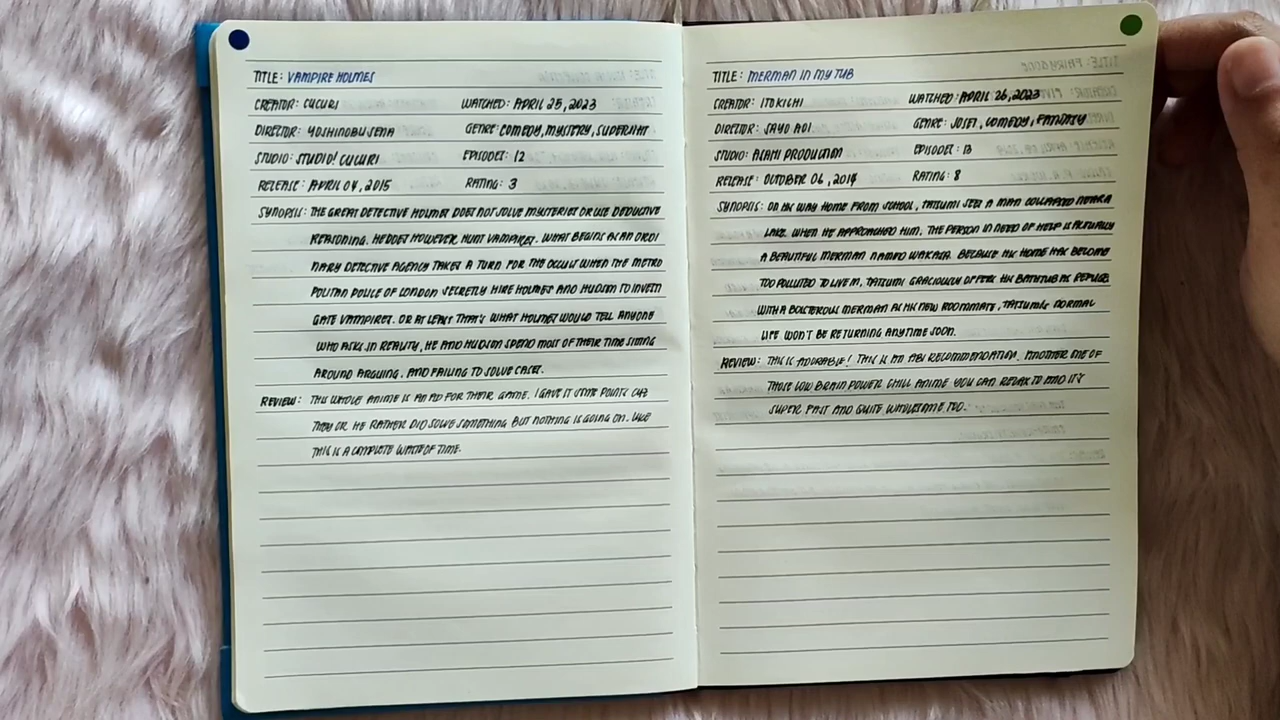 TITLE: VAMPIRE HOLMES
CREATOR: CUCURI
WATCHED: APRIL 25, 2023
DIRECTOR: YOSHINOBU SENA
GENRE: COMEDY, MYSTERY, SUPERNAT
STUDIO: STUDIO! CUCURI
EPISODES: 12
RELEASE: APRIL 04, 2015
RATING: 3
SYNOPSIS: THE GREAT DETECTIVE HOLMES DOES NOT SOLVE MYSTERIES OR USE DEDUCTIVE
REASONING. HE DOES HOWEVER, HUNT VAMPIRES. WHAT BEGINS AS AN ORDI
NARY DETECTIVE AGENCY TAKES A TURN FOR THE OCCULT WHEN THE METRO
POLITAN POLICE OF LONDON SECRETLY HIRE HOLMES AND HUDSON TO INVESTI
GATE VAMPIRES. OR AT LEAST THAT'S WHAT HOLMES WOULD TELL ANYONE
WHO ASKS. IN REALITY, HE AND HUDSON SPEND MOST OF THEIR TIME SITTING
AROUND ARGUING. AND FAILING TO SOLVE CASES.
REVIEW: THIS WHOLE ANIME IS AN AD FOR THEIR GAME. I GAVE IT SOME POINTS CUZ
THEY OR HE RATHER DID SOLVE SOMETHING BUT NOTHING IS GOING ON. LIKE
THIS IS A COMPLETE WASTE OF TIME.
TITLE: MERMAN IN MY TUB
CREATOR: ITOKICHI
WATCHED: APRIL 26, 2023
DIRECTOR: SAYO AOI
GENRE: JOSEI, COMEDY, FANTASY
STUDIO: ASAHI PRODUCTION
EPISODES: 13
RELEASE: OCTOBER 06, 2014
RATING: 8
SYNOPSIS: ON HIS WAY HOME FROM SCHOOL, TATSUMI SEES A MAN COLLAPSED NEAR A
LAKE. WHEN HE APPROACHED HIM, THE PERSON IN NEED OF HELP IS ACTUALLY
A BEAUTIFUL MERMAN NAMED WAKASA. BECAUSE HIS HOME HAS BECOME
TOO POLLUTED TO LIVE IN, TATSUMI GRACIOUSLY OFFERS HIS BATHTUB AS REFUGE.
WITH A BOISTEROUS MERMAN AS HIS NEW ROOMMATE, TATSUMI'S NORMAL
LIFE WON'T BE RETURNING ANYTIME SOON.
REVIEW: THIS IS ADORABLE! THIS IS AN ABI RECOMMENDATION. ANOTHER ONE OF
THOSE LOW BRAIN POWER CHILL ANIME YOU CAN RELAX TO AND IT'S
SUPER FAST AND QUITE WHOLESOME TOO.